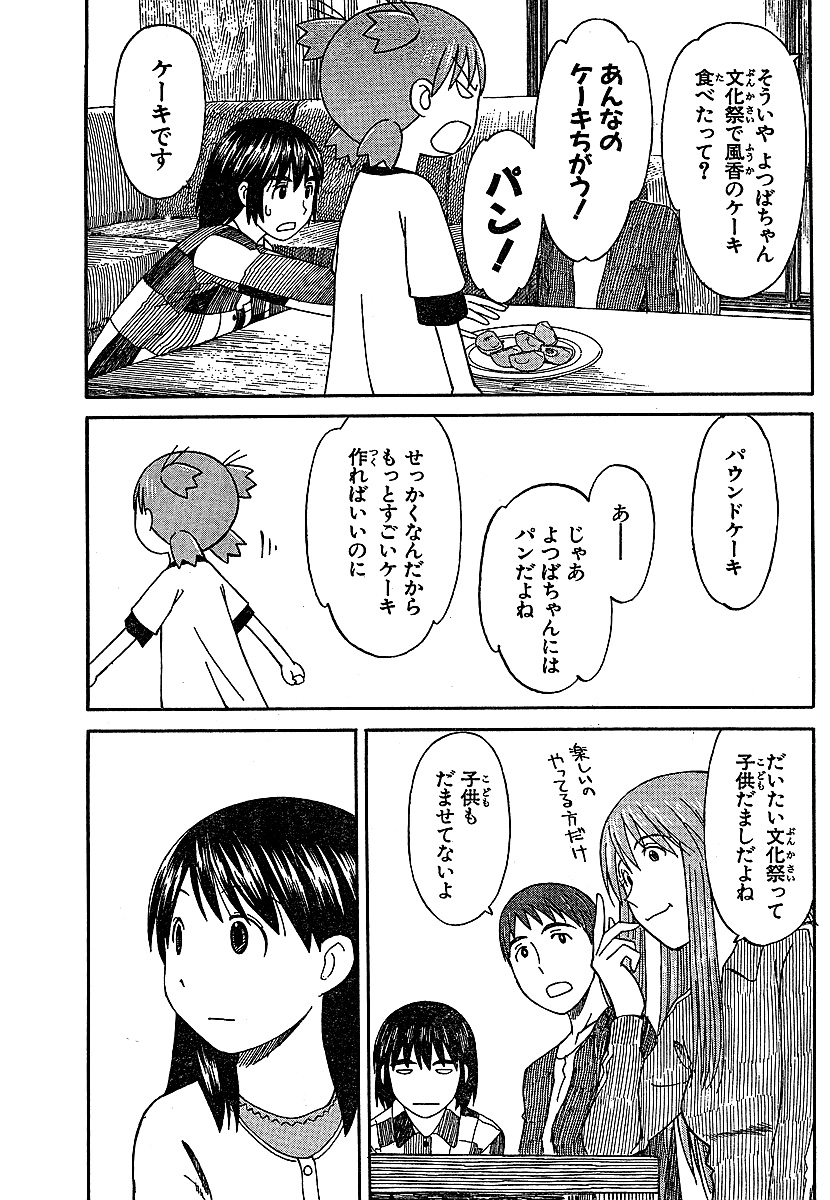 そういや よつばちゃん
文化祭で風香のケーキ
食べたって？
あんなの
ケーキちがう！
パン！
ケーキです
パウンドケーキ
あー
じゃあ
よつばちゃんには
パンだよね
せっかくなんだから
もっとすごいケーキ
作ればいいのに
だいたい文化祭って
子供だましだよね
楽しいの
やってる方だけ
子供も
だませてないよ